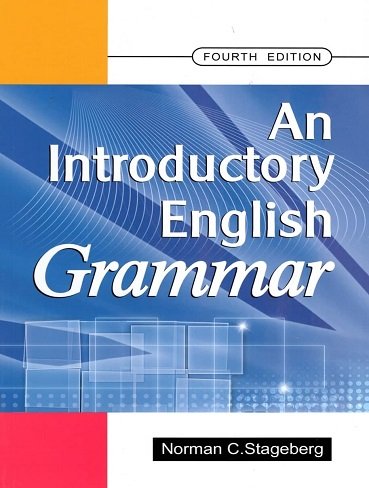 FOURTH EDITION
An
Introductory
English
Grammar
Norman C.Stageberg